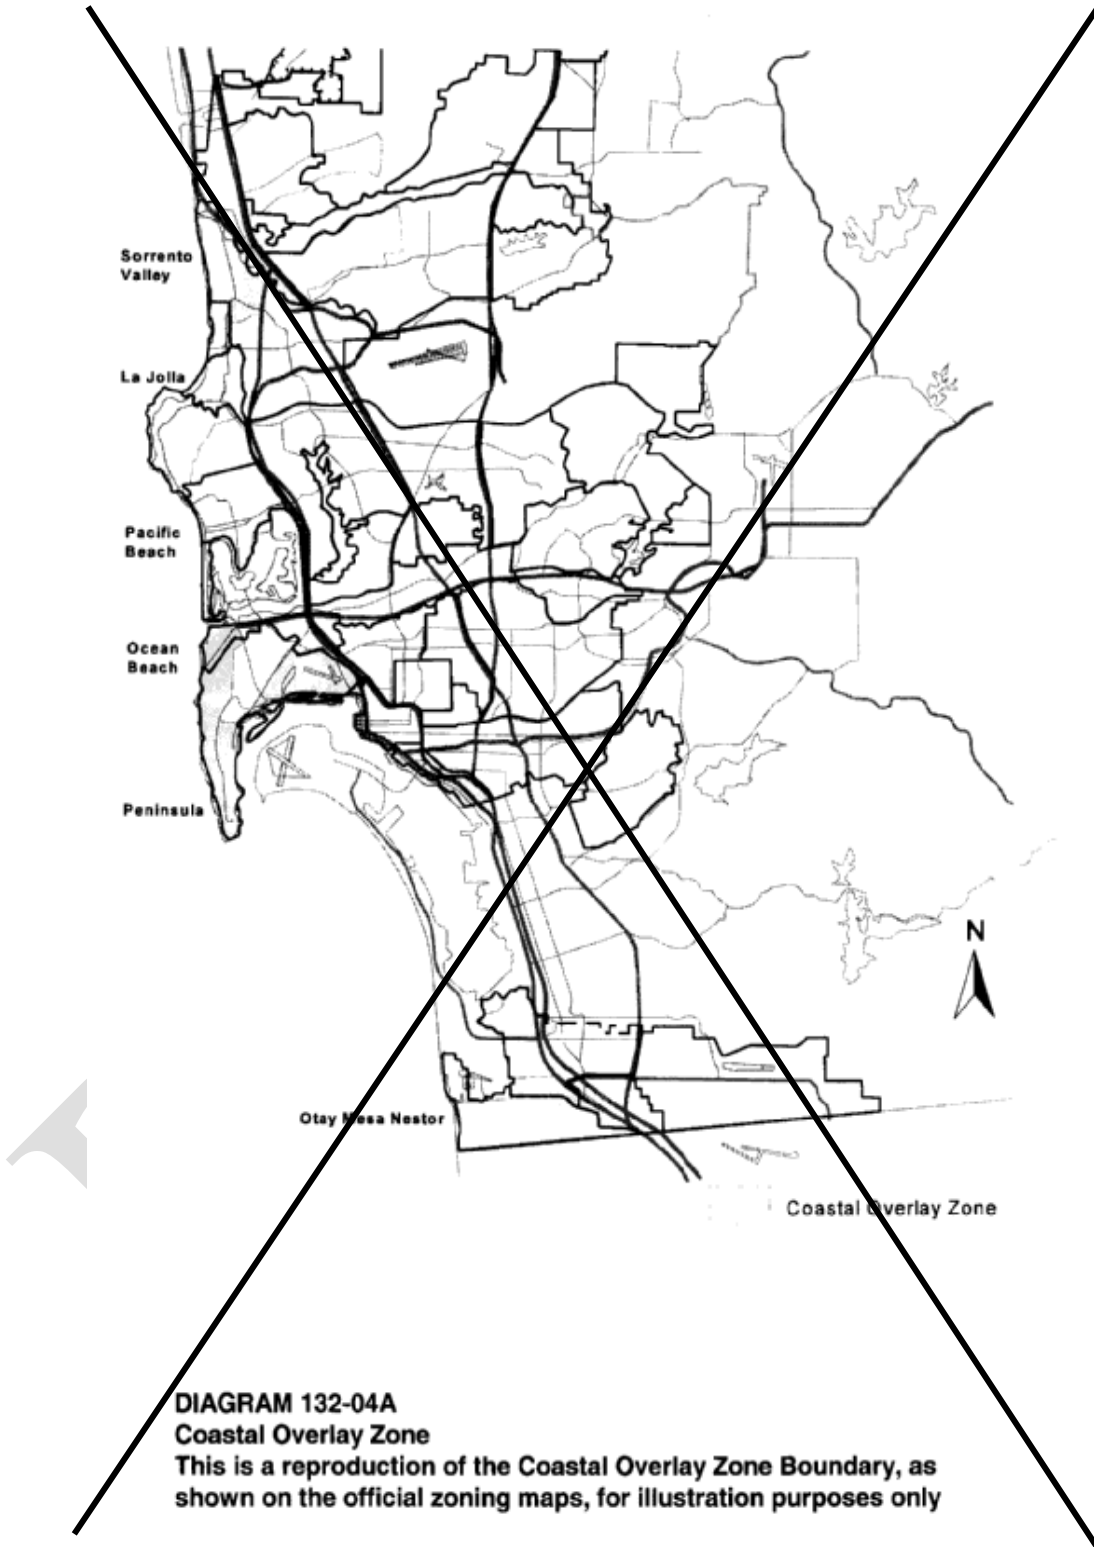 Sorrento
Valley
La Jolla
Pacific
Beach
Ocean
Beach
Peninsula
N
Otay Mesa Nestor
Coastal Overlay Zone
DIAGRAM 132-04A
Coastal Overlay Zone
This is a reproduction of the Coastal Overlay Zone Boundary, as
shown on the official zoning maps, for illustration purposes only